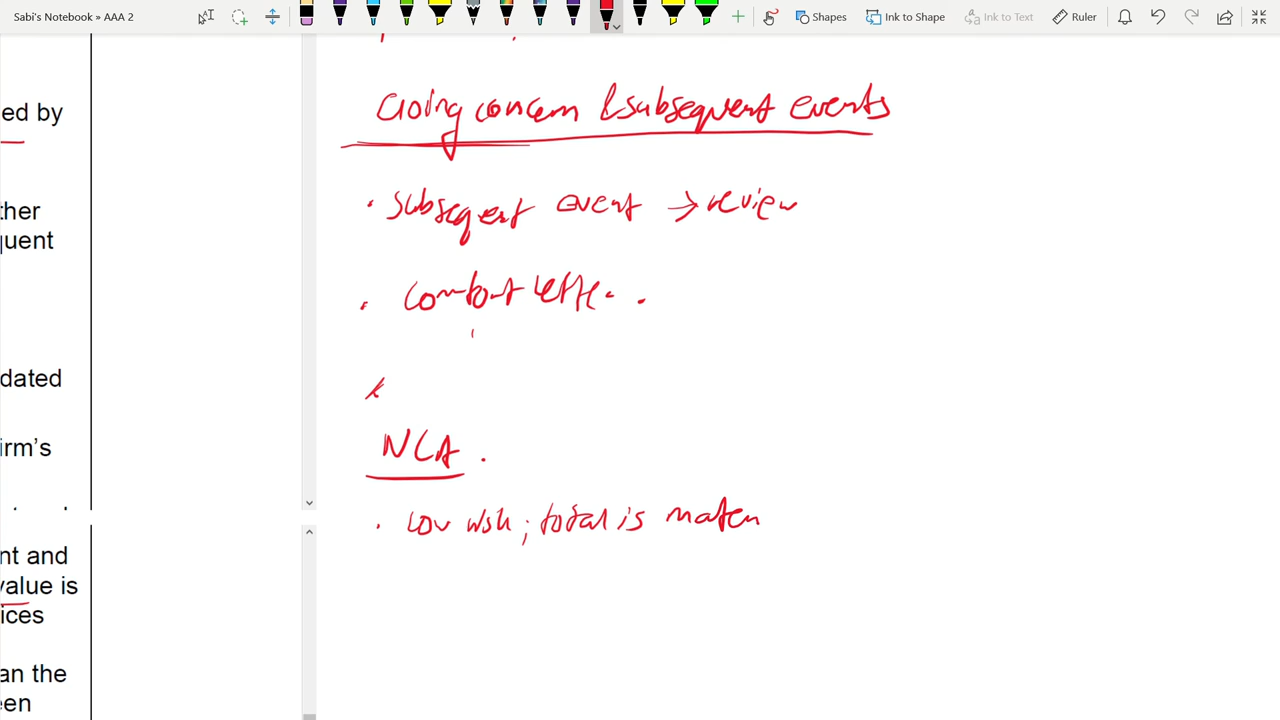 Sabi's Notebook » AAA 2
Shapes
Ink to Shape
Ink to Text
Ruler
ed by
ther
quent
dated
irm's
nt and
value is
ices
an the
een
Going concern & subsequent events
• subsequent event → review
• comfort letter.
NCA.
• Low risk; total is mater